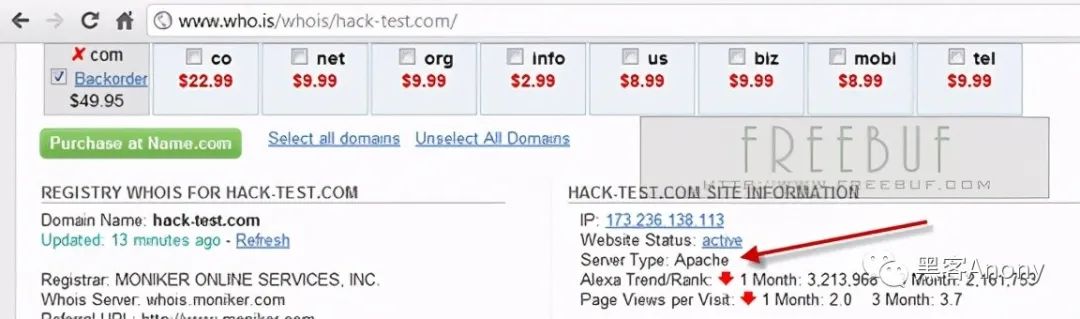 www.who.is/whois/hack-test.com/
✗ com co net org info us biz mobi tel
Backorder $22.99 $9.99 $9.99 $2.99 $8.99 $9.99 $8.99 $9.99
$49.95
Purchase at Name.com Select all domains Unselect All Domains
FREEBUF
HTTP://WWW.FREEBUF.COM
REGISTRY WHOIS FOR HACK-TEST.COM
Domain Name: hack-test.com
Updated: 13 minutes ago - Refresh
Registrar: MONIKER ONLINE SERVICES, INC.
Whois Server: whois.moniker.com
Referral URL: http://www.moniker.com
HACK-TEST.COM SITE INFORMATION
IP: 173.236.138.113
Website Status: active
Server Type: Apache
Alexa Trend/Rank: 1 Month: 3,213,968 Month: 2,161,753
Page Views per Visit: 1 Month: 2.0 3 Month: 3.7
黑客Anony